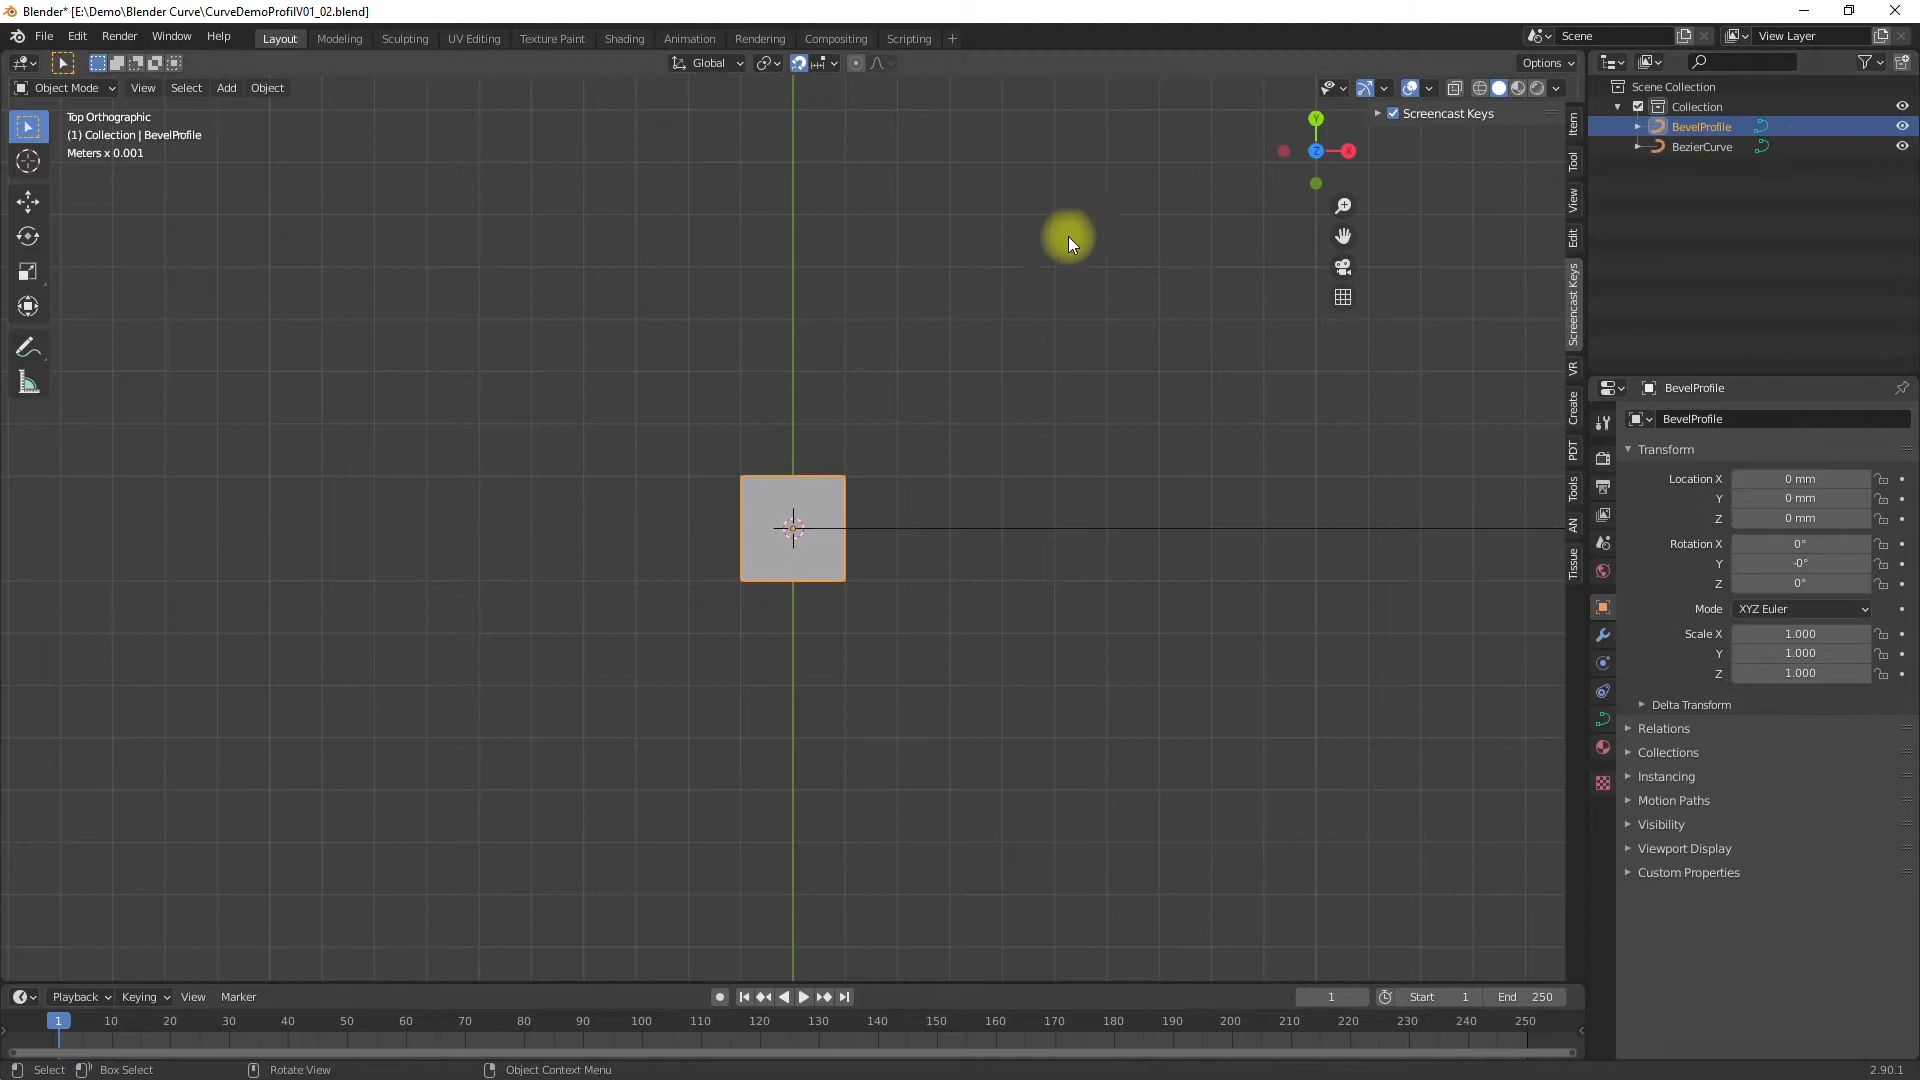 Blender* [E:\Demo\Blender Curve\CurveDemoProfilV01_02.blend]
File Edit Render Window Help
Layout Modeling Sculpting UV Editing Texture Paint Shading Animation Rendering Compositing Scripting +
Scene
View Layer
Global
Options
Object Mode View Select Add Object
Top Orthographic
(1) Collection | BevelProfile
Meters x 0.001
Screencast Keys
Y
Z
X
Item
Tool
View
Edit
Screencast Keys
VR
Create
PDT
Tools
AN
Tissue
Scene Collection
Collection
BevelProfile
BezierCurve
BevelProfile
BevelProfile
Transform
Location X 0 mm
Y 0 mm
Z 0 mm
Rotation X 0°
Y -0°
Z 0°
Mode XYZ Euler
Scale X 1.000
Y 1.000
Z 1.000
Delta Transform
Relations
Collections
Instancing
Motion Paths
Visibility
Viewport Display
Custom Properties
Playback Keying View Marker
1
Start 1
End 250
1 10 20 30 40 50 60 70 80 90 100 110 120 130 140 150 160 170 180 190 200 210 220 230 240 250
Select Box Select Rotate View Object Context Menu
2.90.1